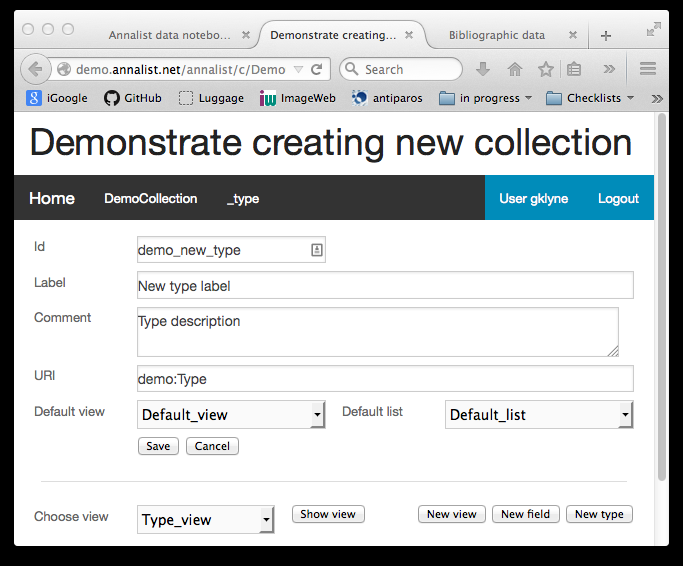 Annalist data notebo... Demonstrate creating... Bibliographic data
demo.annalist.net/annalist/c/Demo Search
iGoogle GitHub Luggage ImageWeb antiparos in progress Checklists
Demonstrate creating new collection
Home DemoCollection _type User gklyne Logout
Id demo_new_type
Label New type label
Comment Type description
URI demo:Type
Default view Default_view Default list Default_list
Save Cancel
Choose view Type_view Show view New view New field New type